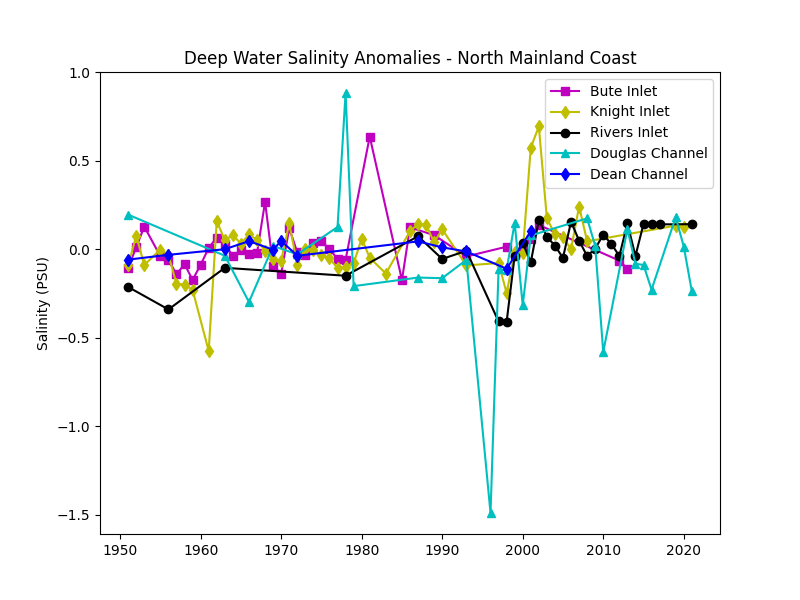 Deep Water Salinity Anomalies - North Mainland Coast
Bute Inlet
Knight Inlet
Rivers Inlet
Douglas Channel
Dean Channel
Salinity (PSU)
1.0
0.5
0.0
−0.5
−1.0
−1.5
1950 1960 1970 1980 1990 2000 2010 2020